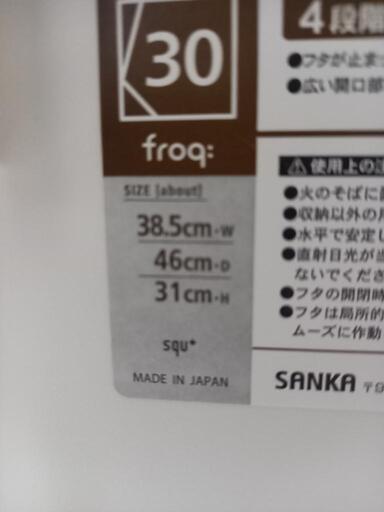 30
froq:
SIZE [about]
38.5cm・W
46cm・D
31cm・H
squ*
MADE IN JAPAN
4段階
●フタが止ま
●広い開口部
⚠使用上の注
●火のそばに
●収納以外の
●水平で安定し
●直射日光が当
ないでくださ
●フタの開閉時
●フタは局所的
ムーズに作動
SANKA 〒9